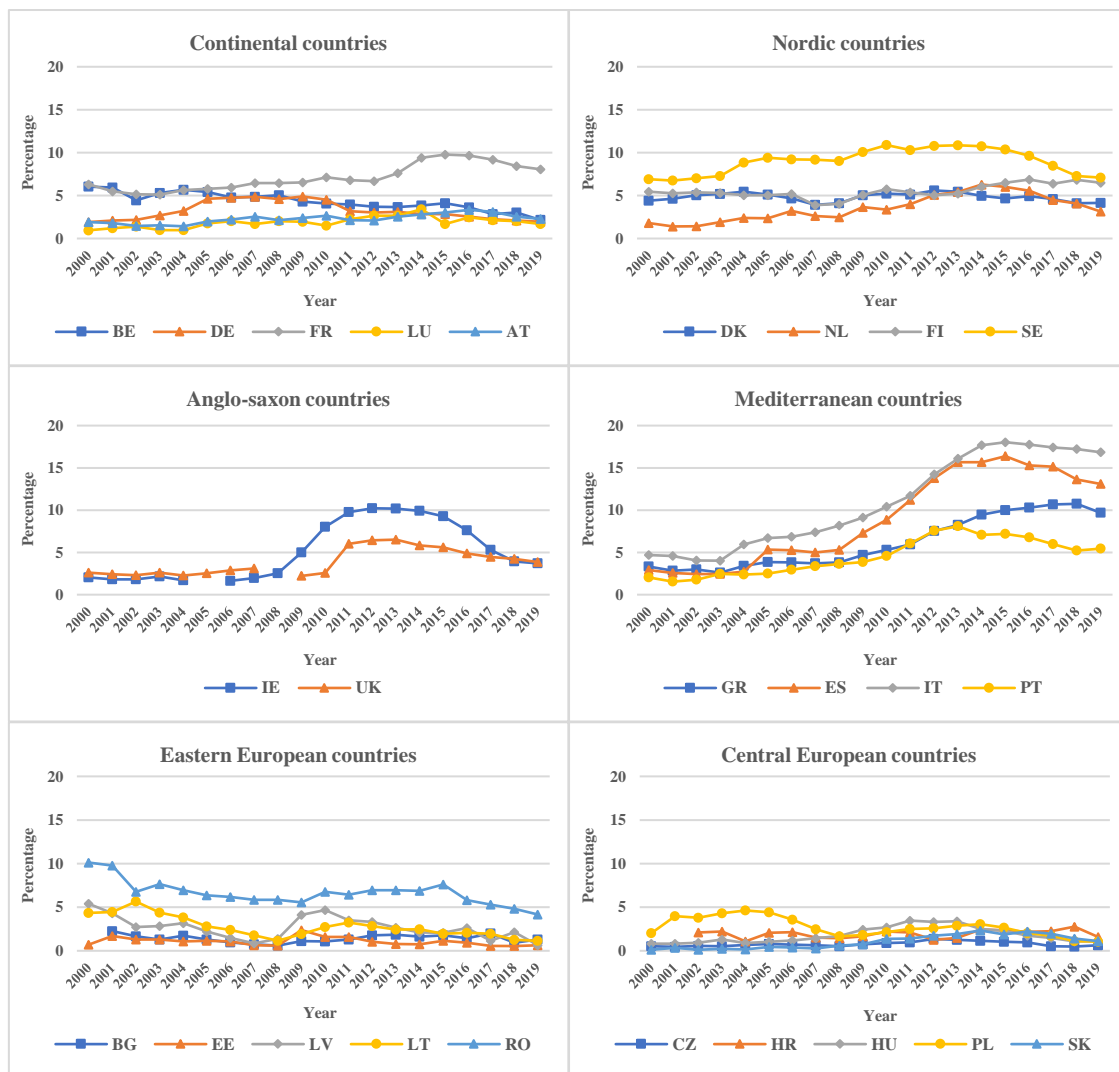 Continental countries
20
15
10
5
0
Percentage
2000 2001 2002 2003 2004 2005 2006 2007 2008 2009 2010 2011 2012 2013 2014 2015 2016 2017 2018 2019
Year
BE DE FR LU AT
Nordic countries
20
15
10
5
0
Percentage
2000 2001 2002 2003 2004 2005 2006 2007 2008 2009 2010 2011 2012 2013 2014 2015 2016 2017 2018 2019
Year
DK NL FI SE
Anglo-saxon countries
20
15
10
5
0
Percentage
2000 2001 2002 2003 2004 2005 2006 2007 2008 2009 2010 2011 2012 2013 2014 2015 2016 2017 2018 2019
Year
IE UK
Mediterranean countries
20
15
10
5
0
Percentage
2000 2001 2002 2003 2004 2005 2006 2007 2008 2009 2010 2011 2012 2013 2014 2015 2016 2017 2018 2019
Year
GR ES IT PT
Eastern European countries
20
15
10
5
0
Percentage
2000 2001 2002 2003 2004 2005 2006 2007 2008 2009 2010 2011 2012 2013 2014 2015 2016 2017 2018 2019
Year
BG EE LV LT RO
Central European countries
20
15
10
5
0
Percentage
2000 2001 2002 2003 2004 2005 2006 2007 2008 2009 2010 2011 2012 2013 2014 2015 2016 2017 2018 2019
Year
CZ HR HU PL SK